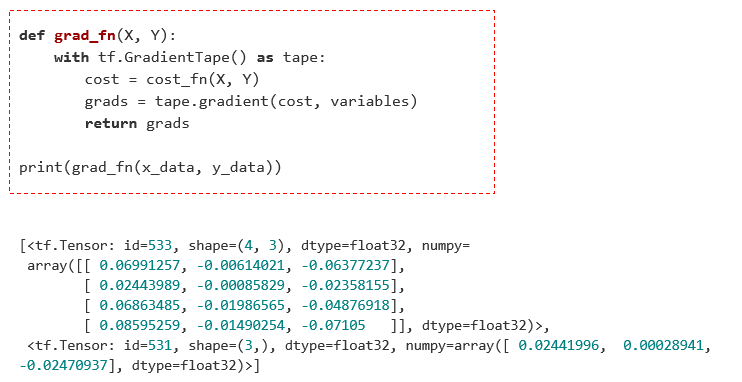 def grad_fn(X, Y):
    with tf.GradientTape() as tape:
        cost = cost_fn(X, Y)
        grads = tape.gradient(cost, variables)
        return grads

print(grad_fn(x_data, y_data))

[<tf.Tensor: id=533, shape=(4, 3), dtype=float32, numpy=
 array([[ 0.06991257, -0.00614021, -0.06377237],
        [ 0.02443989, -0.00085829, -0.02358155],
        [ 0.06863485, -0.01986565, -0.04876918],
        [ 0.08595259, -0.01490254, -0.07105   ]], dtype=float32)>,
 <tf.Tensor: id=531, shape=(3,), dtype=float32, numpy=array([ 0.02441996,  0.00028941,
-0.02470937], dtype=float32)>]